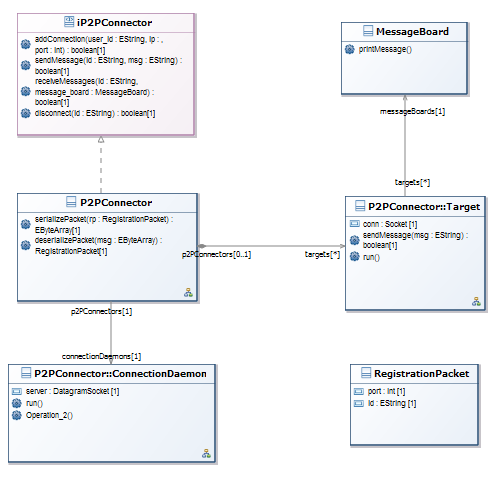 iP2PConnector
addConnection(user_id : EString, ip : ,
port : int) : boolean[1]
sendMessage(id : EString, msg : EString) :
boolean[1]
receiveMessages(id : EString,
message_board : MessageBoard) :
boolean[1]
disconnect(id : EString) : boolean[1]
MessageBoard
printMessage()
messageBoards[1]
targets[*]
P2PConnector
serializePacket(rp : RegistrationPacket) :
EByteArray[1]
deserializePacket(msg : EByteArray) :
RegistrationPacket[1]
P2PConnector::Target
conn : Socket [1]
sendMessage(msg : EString) :
boolean[1]
run()
p2PConnectors[0..1]
targets[*]
p2PConnectors[1]
connectionDaemons[1]
P2PConnector::ConnectionDaemon
server : DatagramSocket [1]
run()
Operation_2()
RegistrationPacket
port : int [1]
id : EString [1]